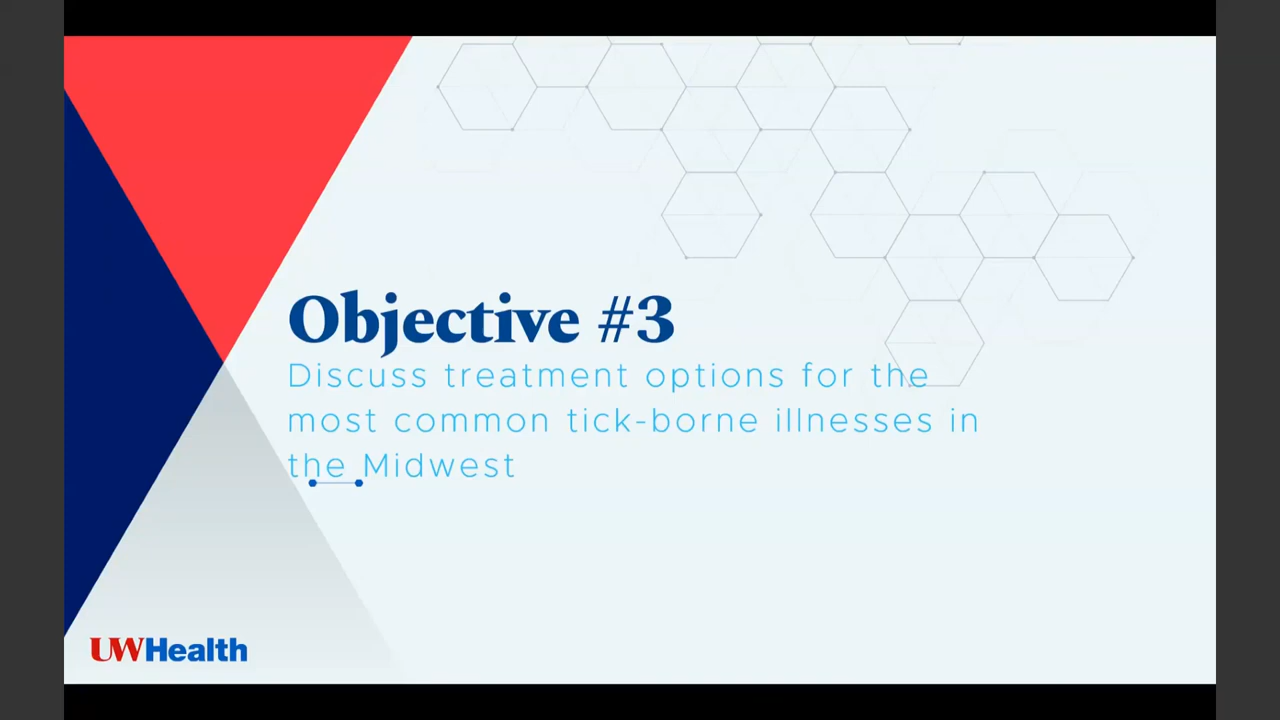 Objective #3
Discuss treatment options for the
most common tick-borne illnesses in
the Midwest
UWHealth